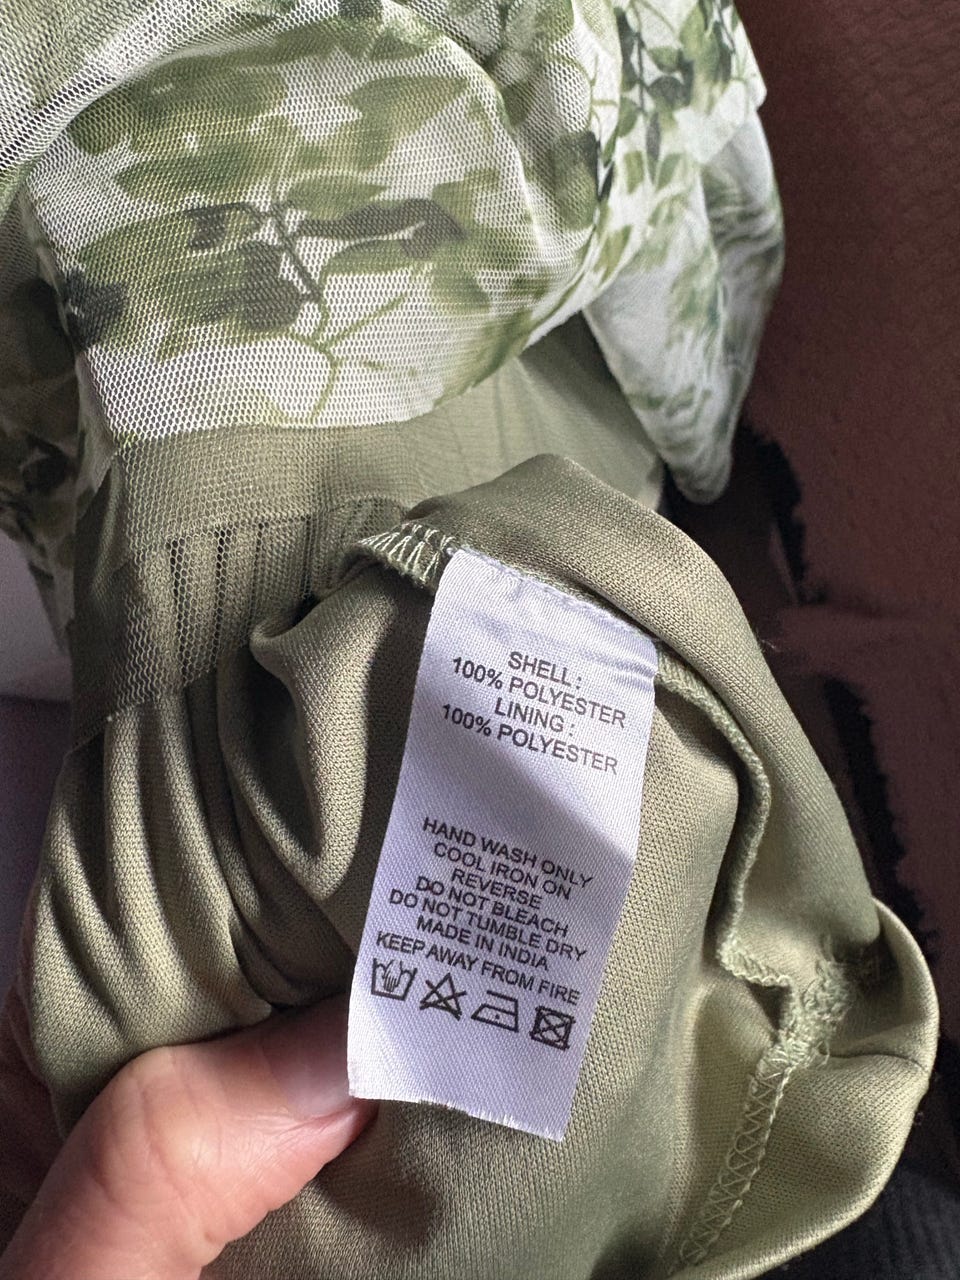 SHELL :
100% POLYESTER
LINING :
100% POLYESTER
HAND WASH ONLY
COOL IRON ON
REVERSE
DO NOT BLEACH
DO NOT TUMBLE DRY
MADE IN INDIA
KEEP AWAY FROM FIRE